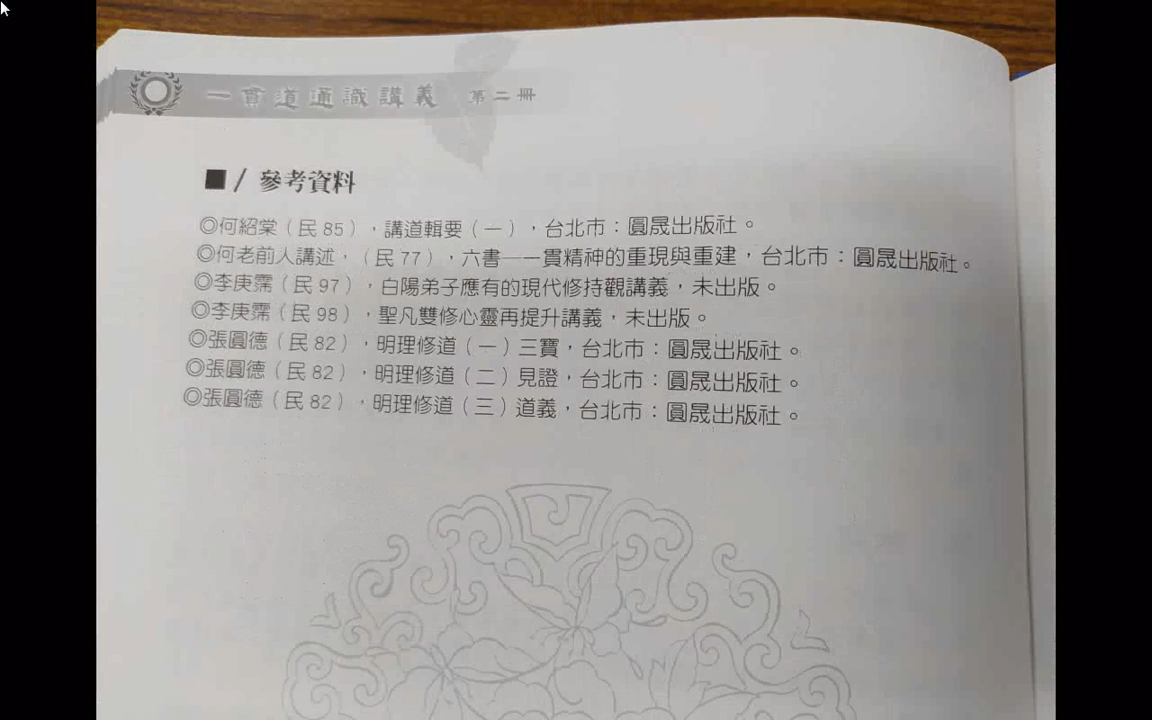 一貫道通識講義 第二冊
■/ 參考資料
◎何紹棠（民85），講道輯要（一），台北市：圓晟出版社。
◎何老前人講述，（民77），六書─一貫精神的重現與重建，台北市：圓晟出版社。
◎李庚霈（民97），白陽弟子應有的現代修持觀講義，未出版。
◎李庚霈（民98），聖凡雙修心靈再提升講義，未出版。
◎張圓德（民82），明理修道（一）三寶，台北市：圓晟出版社。
◎張圓德（民82），明理修道（二）見證，台北市：圓晟出版社。
◎張圓德（民82），明理修道（三）道義，台北市：圓晟出版社。